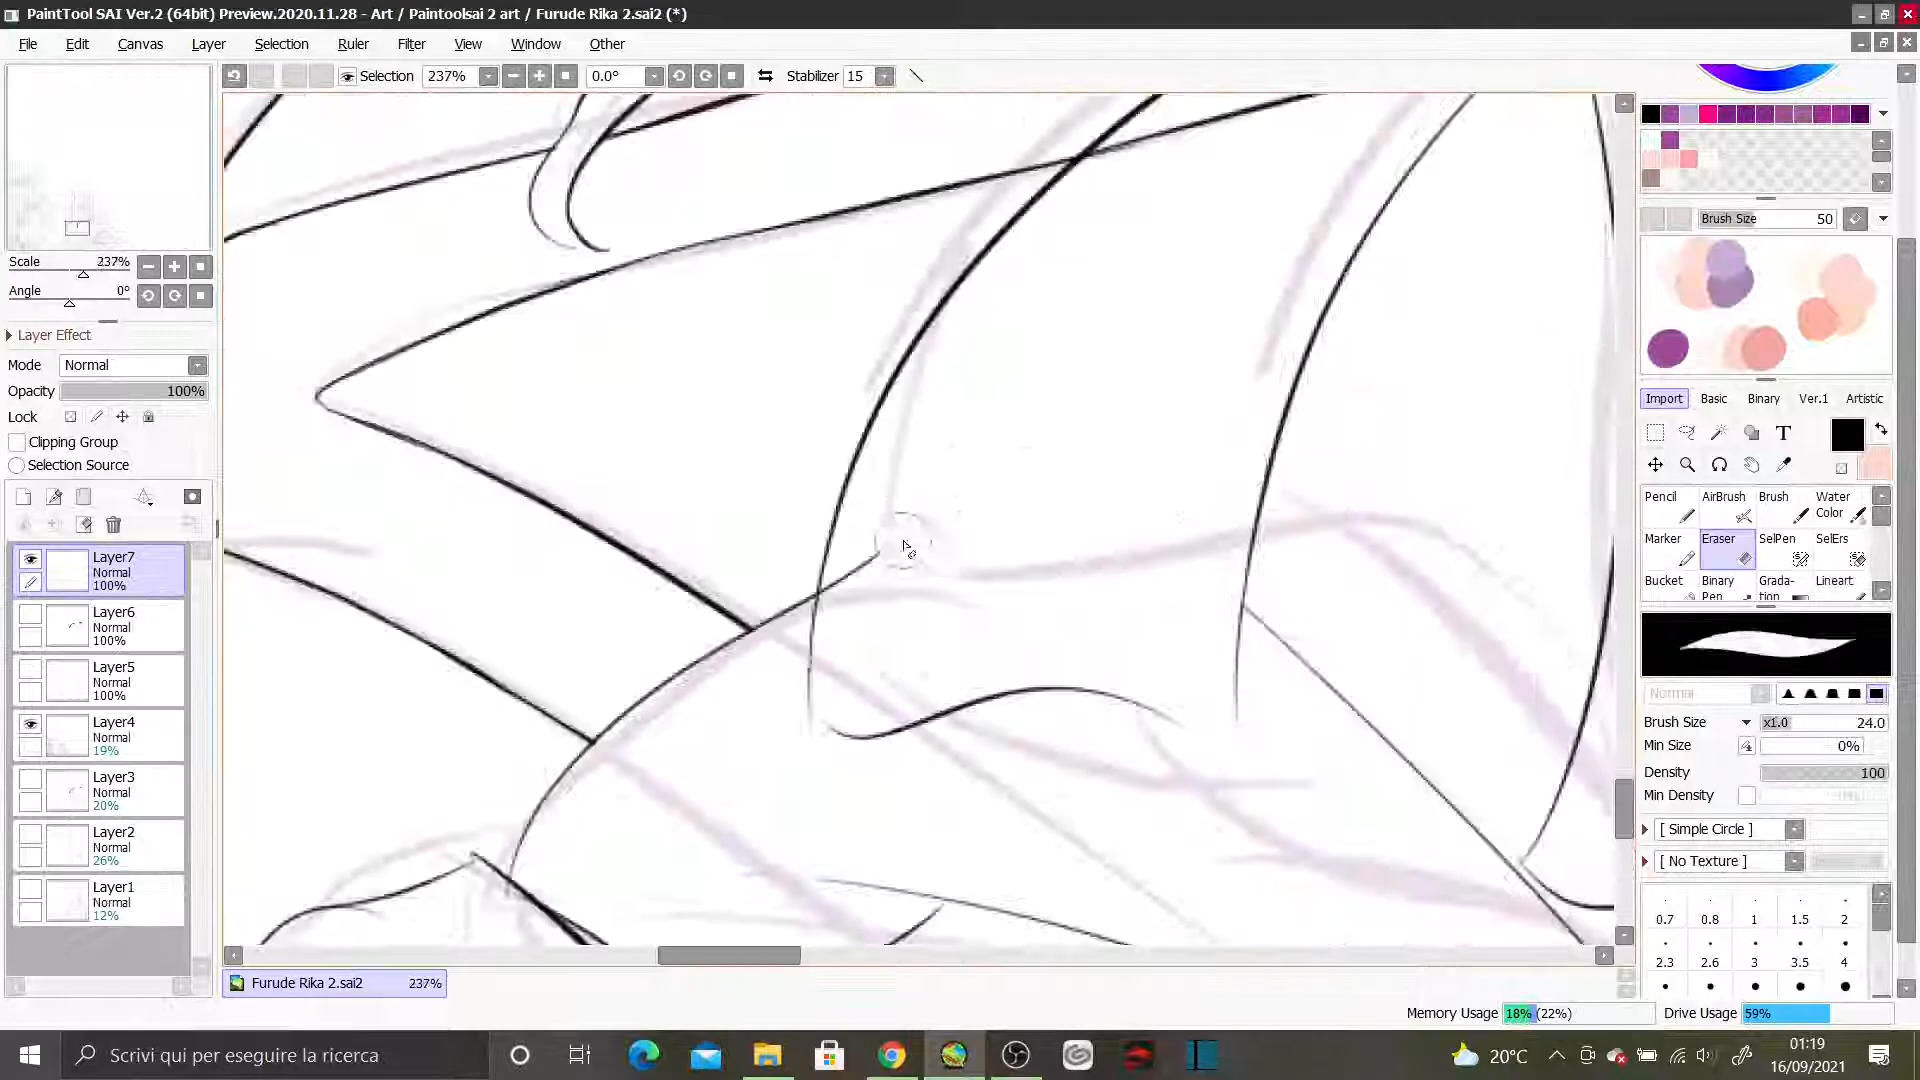 PaintTool SAI Ver.2 (64bit) Preview.2020.11.28 - Art / Paintoolsai 2 art / Furude Rika 2.sai2 (*)
File Edit Canvas Layer Selection Ruler Filter View Window Other
Selection 237% 0.0° Stabilizer 15
Scale 237%
Angle 0°
Layer Effect
Mode Normal
Opacity 100%
Lock
Clipping Group
Selection Source
Layer7
Normal
100%
Layer6
Normal
100%
Layer5
Normal
100%
Layer4
Normal
19%
Layer3
Normal
20%
Layer2
Normal
26%
Layer1
Normal
12%
Brush Size 50
Import Basic Binary Ver.1 Artistic
T
Pencil AirBrush Brush Water Color
Marker Eraser SelPen SelErs
Bucket Binary Pen Grada-tion Lineart
Normal
Brush Size x1.0 24.0
Min Size 0%
Density 100
Min Density
[ Simple Circle ]
[ No Texture ]
0.7 0.8 1 1.5 2
2.3 2.6 3 3.5 4
Furude Rika 2.sai2 237%
Memory Usage 18% (22%) Drive Usage 59%
Scrivi qui per eseguire la ricerca
20°C
01:19
16/09/2021